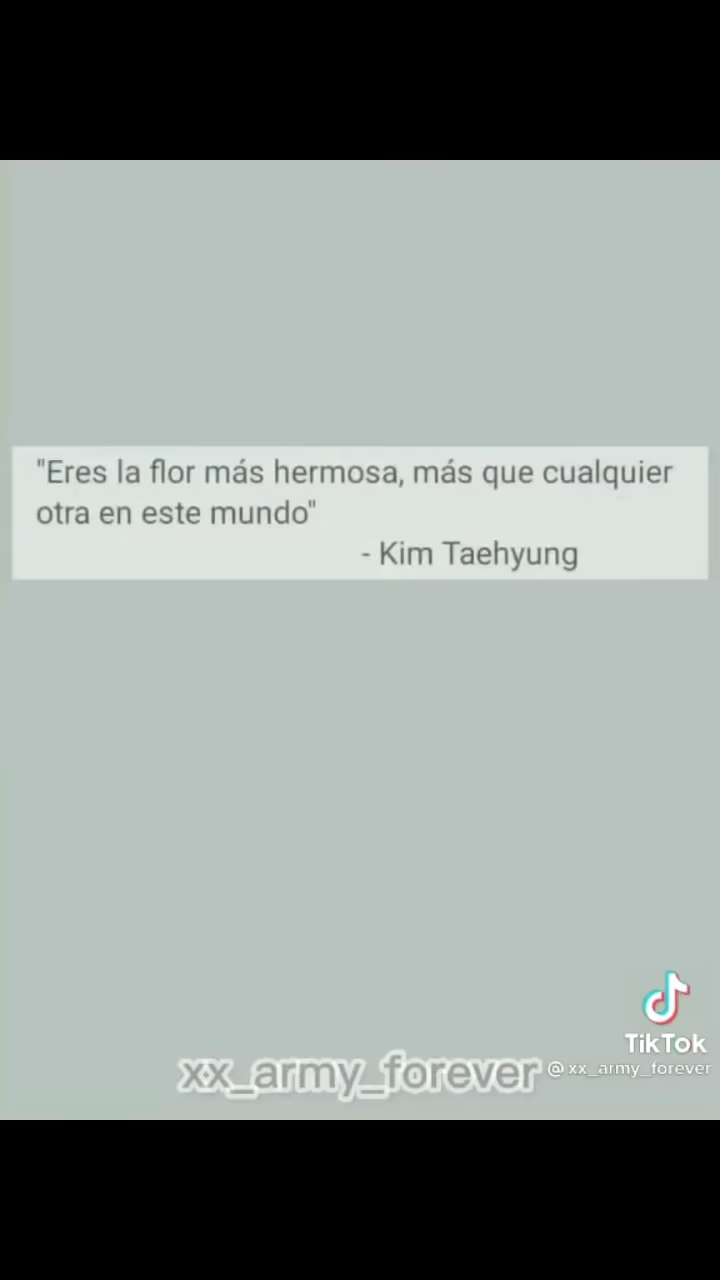 "Eres la flor más hermosa, más que cualquier
otra en este mundo"
- Kim Taehyung
TikTok
xx_army_forever
@xx_army_forever